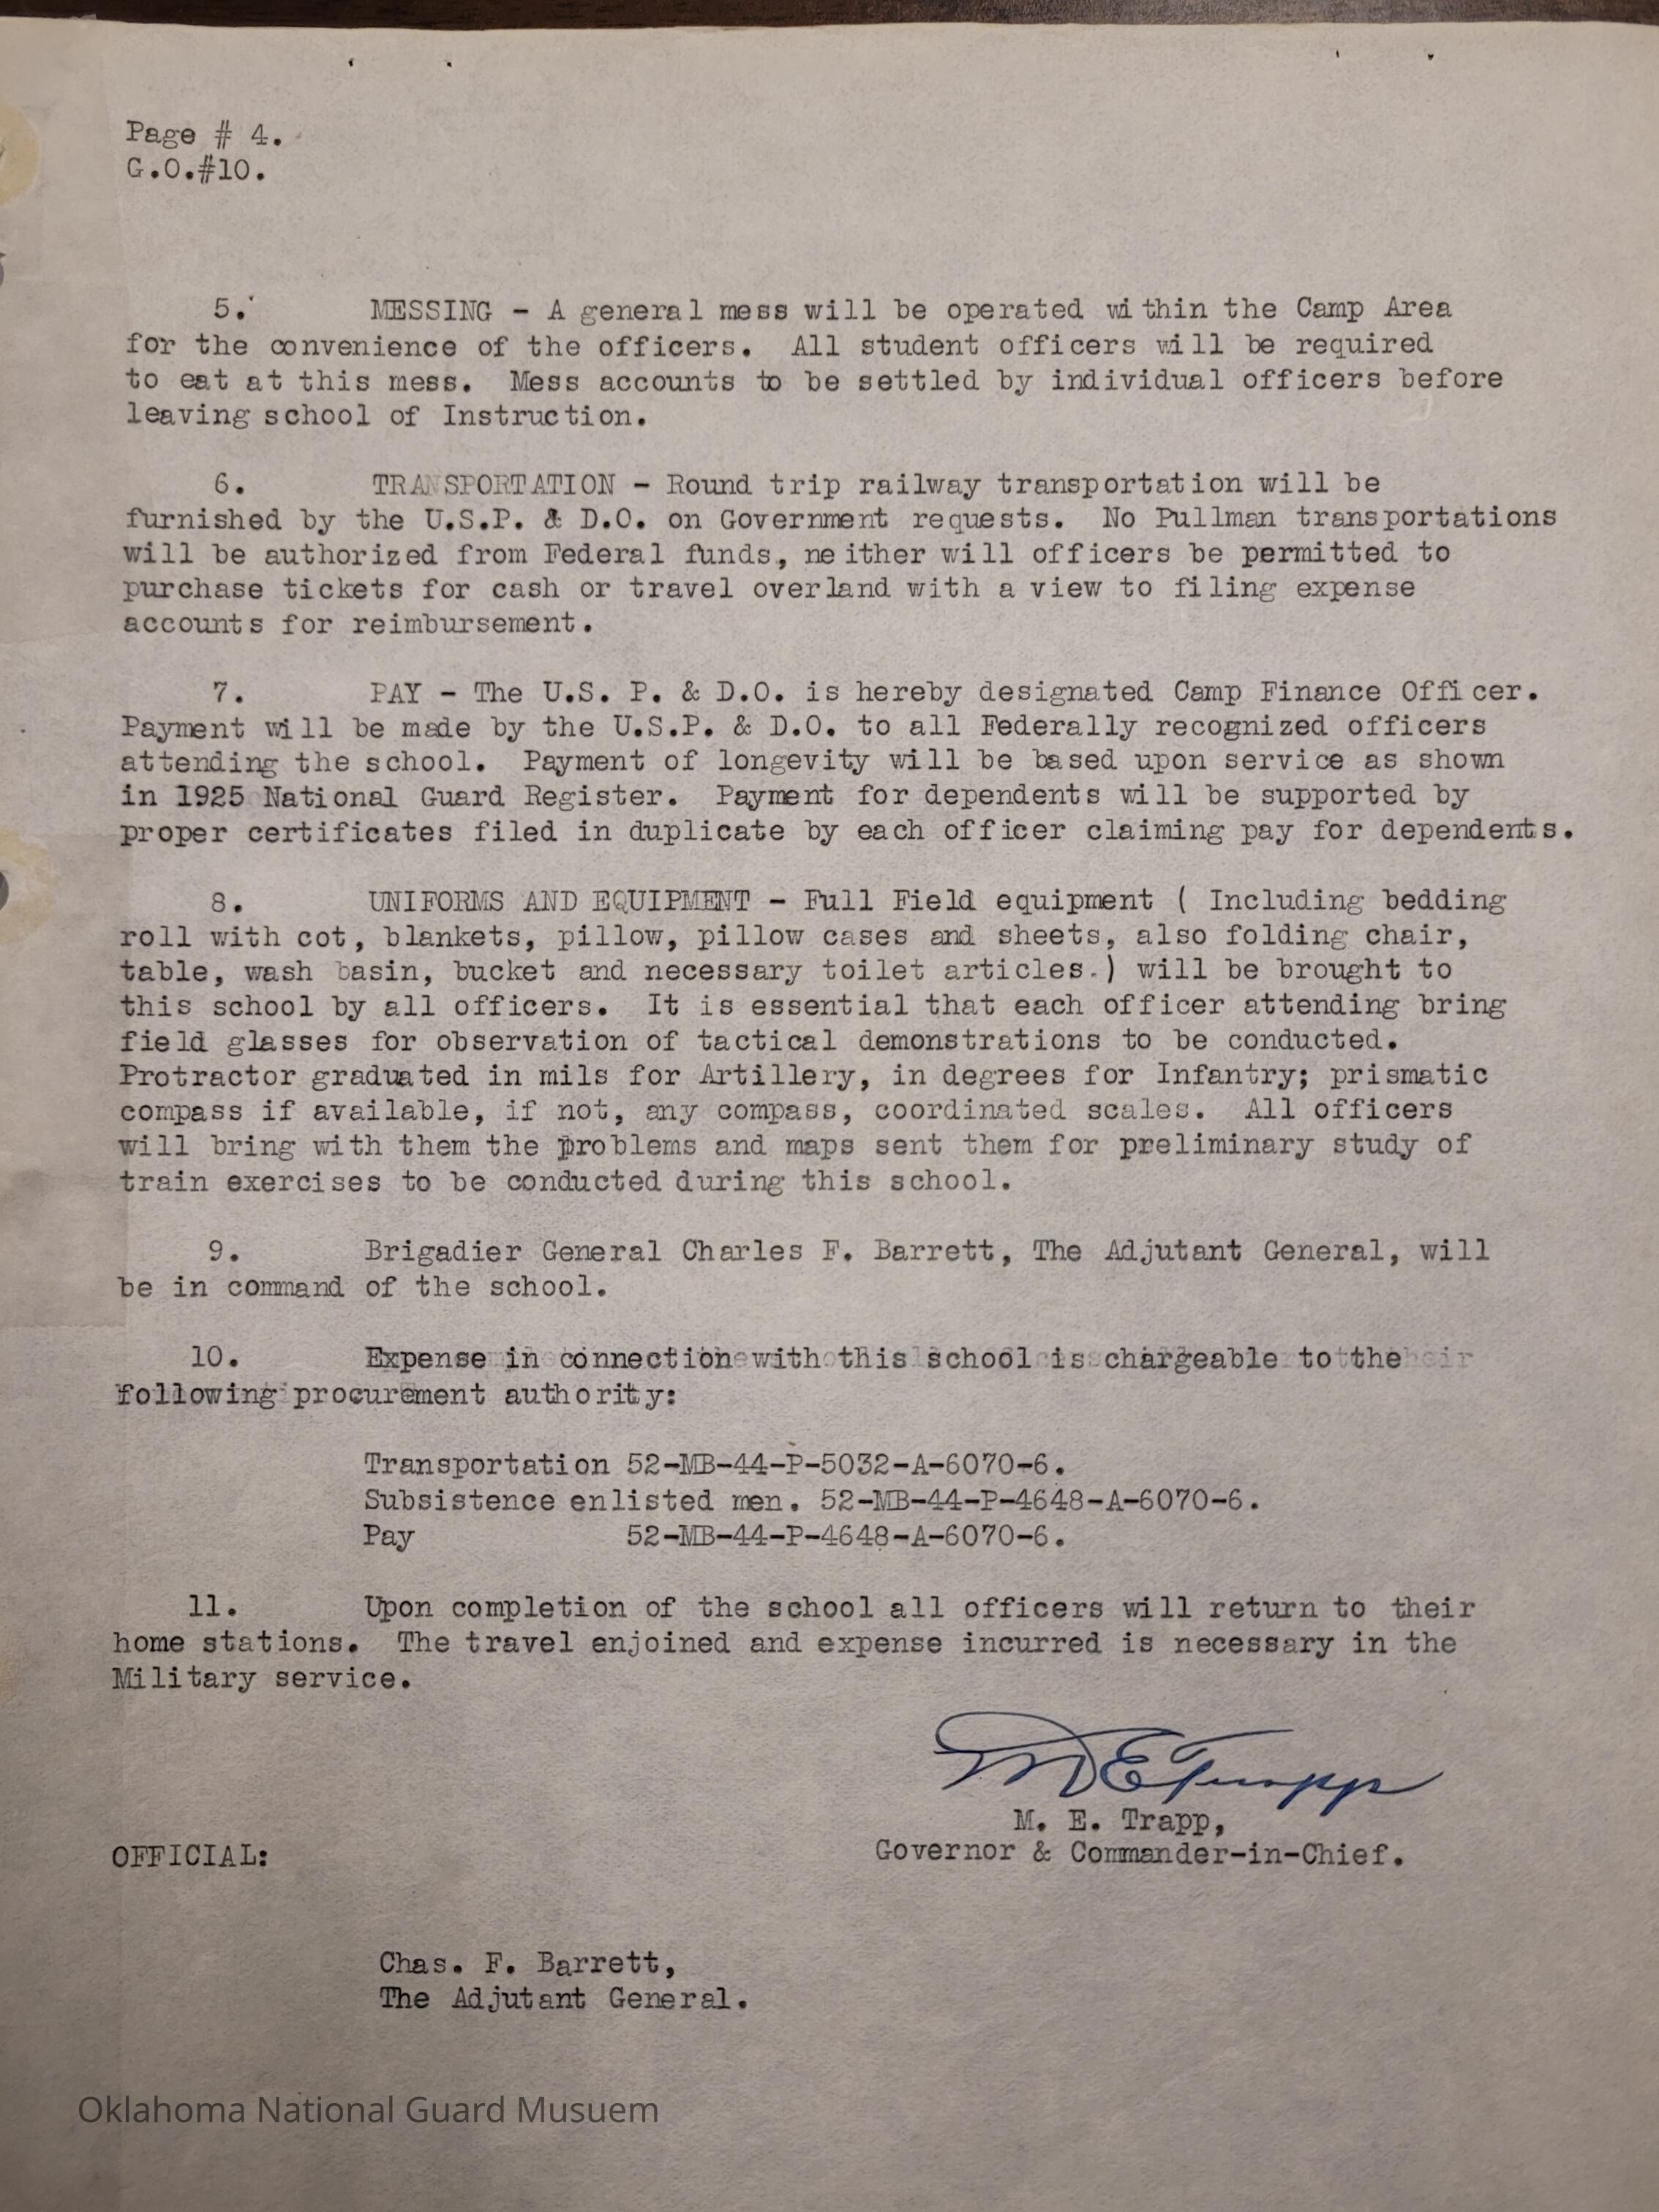 Page # 4.
G.O.#10.
5. MESSING - A general mess will be operated within the Camp Area
for the convenience of the officers. All student officers will be required
to eat at this mess. Mess accounts to be settled by individual officers before
leaving school of Instruction.
6. TRANSPORTATION - Round trip railway transportation will be
furnished by the U.S.P. & D.O. on Government requests. No Pullman transportations
will be authorized from Federal funds, neither will officers be permitted to
purchase tickets for cash or travel overland with a view to filing expense
accounts for reimbursement.
7. PAY - The U.S. P. & D.O. is hereby designated Camp Finance Officer.
Payment will be made by the U.S.P. & D.O. to all Federally recognized officers
attending the school. Payment of longevity will be based upon service as shown
in 1925 National Guard Register. Payment for dependents will be supported by
proper certificates filed in duplicate by each officer claiming pay for dependents.
8. UNIFORMS AND EQUIPMENT - Full Field equipment ( Including bedding
roll with cot, blankets, pillow, pillow cases and sheets, also folding chair,
table, wash basin, bucket and necessary toilet articles.) will be brought to
this school by all officers. It is essential that each officer attending bring
field glasses for observation of tactical demonstrations to be conducted.
Protractor graduated in mils for Artillery, in degrees for Infantry; prismatic
compass if available, if not, any compass, coordinated scales. All officers
will bring with them the problems and maps sent them for preliminary study of
train exercises to be conducted during this school.
9. Brigadier General Charles F. Barrett, The Adjutant General, will
be in command of the school.
10. Expense in connection with this school is chargeable to the
following procurement authority:
Transportation 52-MB-44-P-5032-A-6070-6.
Subsistence enlisted men. 52-MB-44-P-4648-A-6070-6.
Pay 52-MB-44-P-4648-A-6070-6.
11. Upon completion of the school all officers will return to their
home stations. The travel enjoined and expense incurred is necessary in the
Military service.
M E Trapp
M. E. Trapp,
Governor & Commander-in-Chief.
OFFICIAL:
Chas. F. Barrett,
The Adjutant General.
Oklahoma National Guard Musuem